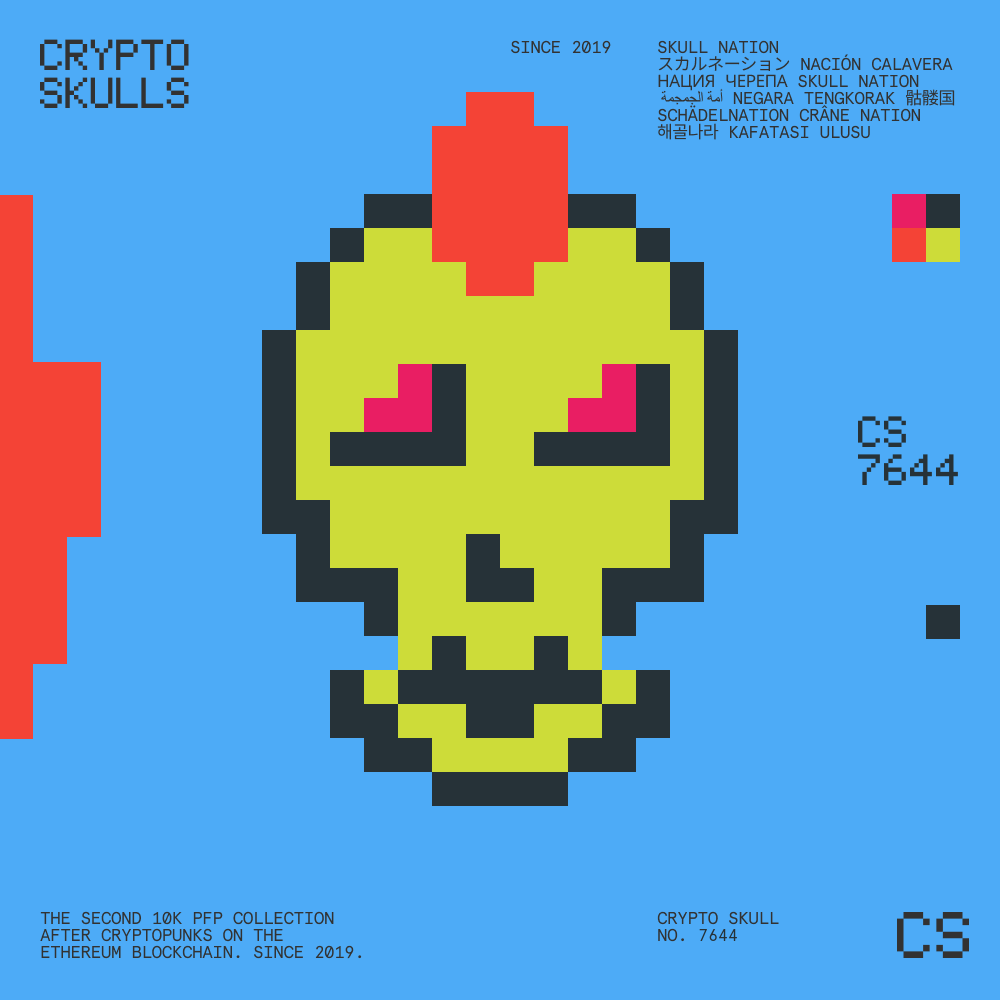 CRYPTO
SKULLS
SINCE 2019
SKULL NATION
スカルネーション NACIÓN CALAVERA
НАЦИЯ ЧЕРЕПА SKULL NATION
أمة الجمجمة NEGARA TENGKORAK 骷髅国
SCHÄDELNATION CRÂNE NATION
해골나라 KAFATASI ULUSU
CS
7644
THE SECOND 10K PFP COLLECTION
AFTER CRYPTOPUNKS ON THE
ETHEREUM BLOCKCHAIN. SINCE 2019.
CRYPTO SKULL
NO. 7644
CS